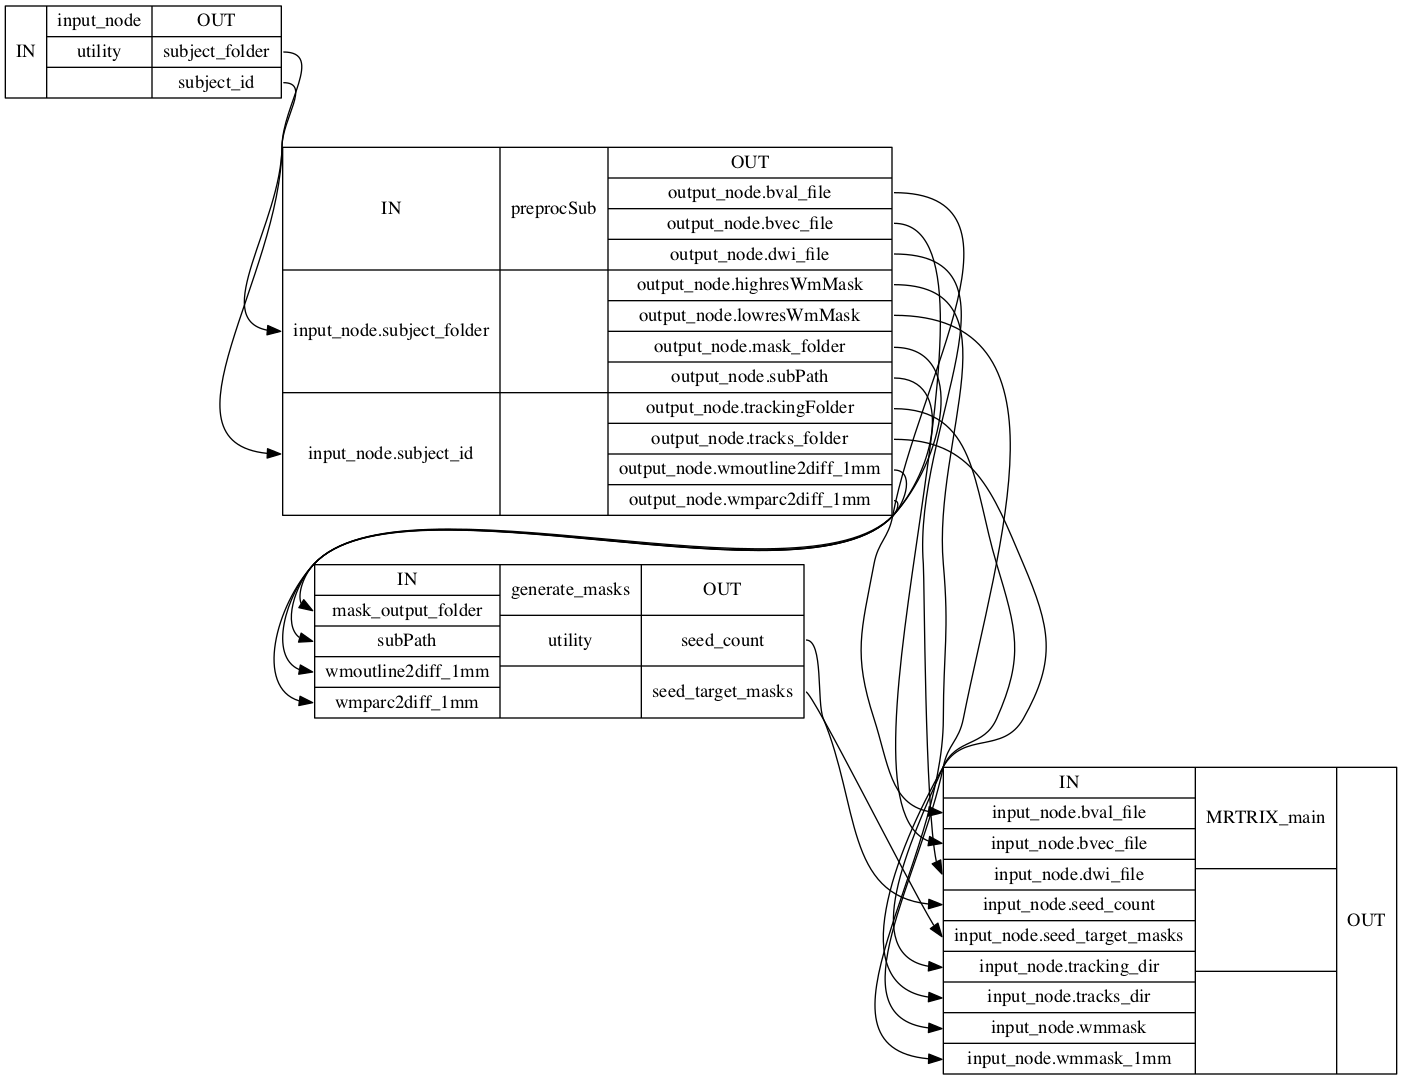 IN
input_node
utility
OUT
subject_folder
subject_id
IN
input_node.subject_folder
input_node.subject_id
preprocSub
OUT
output_node.bval_file
output_node.bvec_file
output_node.dwi_file
output_node.highresWmMask
output_node.lowresWmMask
output_node.mask_folder
output_node.subPath
output_node.trackingFolder
output_node.tracks_folder
output_node.wmoutline2diff_1mm
output_node.wmparc2diff_1mm
IN
mask_output_folder
subPath
wmoutline2diff_1mm
wmparc2diff_1mm
generate_masks
utility
OUT
seed_count
seed_target_masks
IN
input_node.bval_file
input_node.bvec_file
input_node.dwi_file
input_node.seed_count
input_node.seed_target_masks
input_node.tracking_dir
input_node.tracks_dir
input_node.wmmask
input_node.wmmask_1mm
MRTRIX_main
OUT